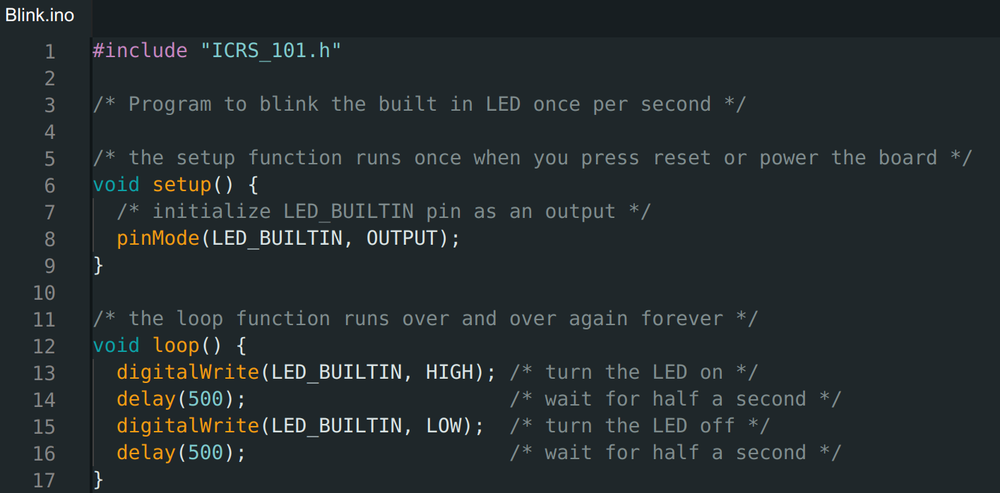 Blink.ino
1 #include "ICRS_101.h"
2
3 /* Program to blink the built in LED once per second */
4
5 /* the setup function runs once when you press reset or power the board */
6 void setup() {
7   /* initialize LED_BUILTIN pin as an output */
8   pinMode(LED_BUILTIN, OUTPUT);
9 }
10
11 /* the loop function runs over and over again forever */
12 void loop() {
13   digitalWrite(LED_BUILTIN, HIGH); /* turn the LED on */
14   delay(500);                      /* wait for half a second */
15   digitalWrite(LED_BUILTIN, LOW);  /* turn the LED off */
16   delay(500);                      /* wait for half a second */
17 }